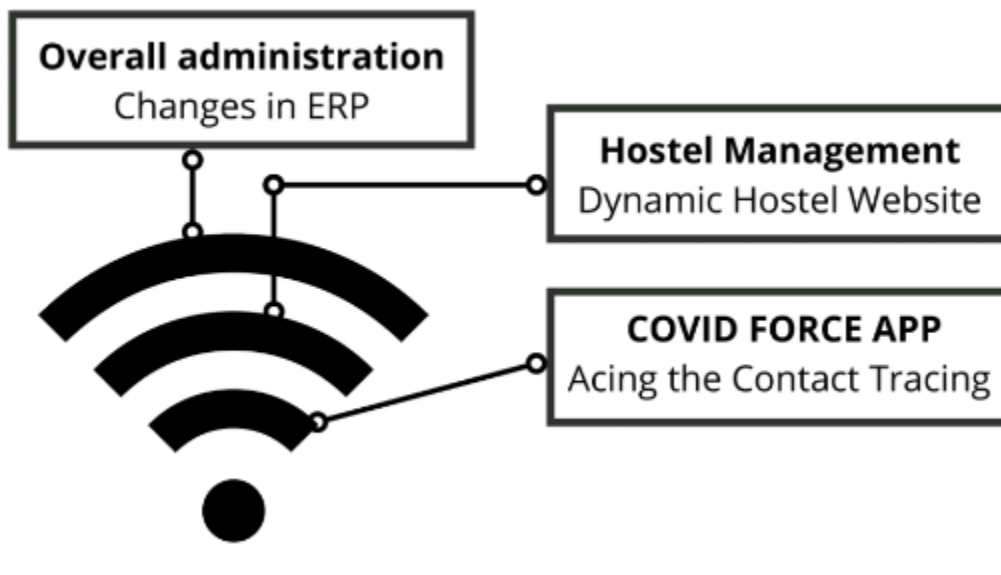 Overall administration
Changes in ERP
Hostel Management
Dynamic Hostel Website
COVID FORCE APP
Acing the Contact Tracing